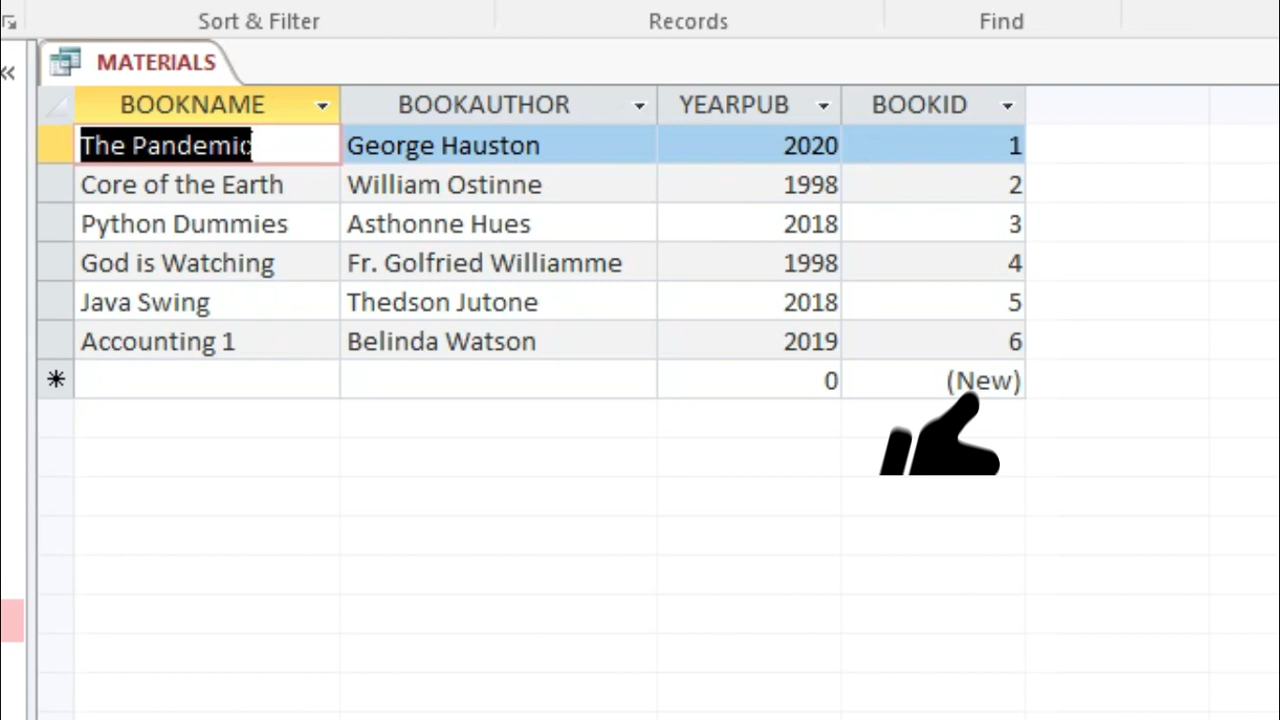 Sort & Filter Records Find
« MATERIALS
BOOKNAME BOOKAUTHOR YEARPUB BOOKID
The Pandemic George Hauston 2020 1
Core of the Earth William Ostinne 1998 2
Python Dummies Asthonne Hues 2018 3
God is Watching Fr. Golfried Williamme 1998 4
Java Swing Thedson Jutone 2018 5
Accounting 1 Belinda Watson 2019 6
* 0 (New)